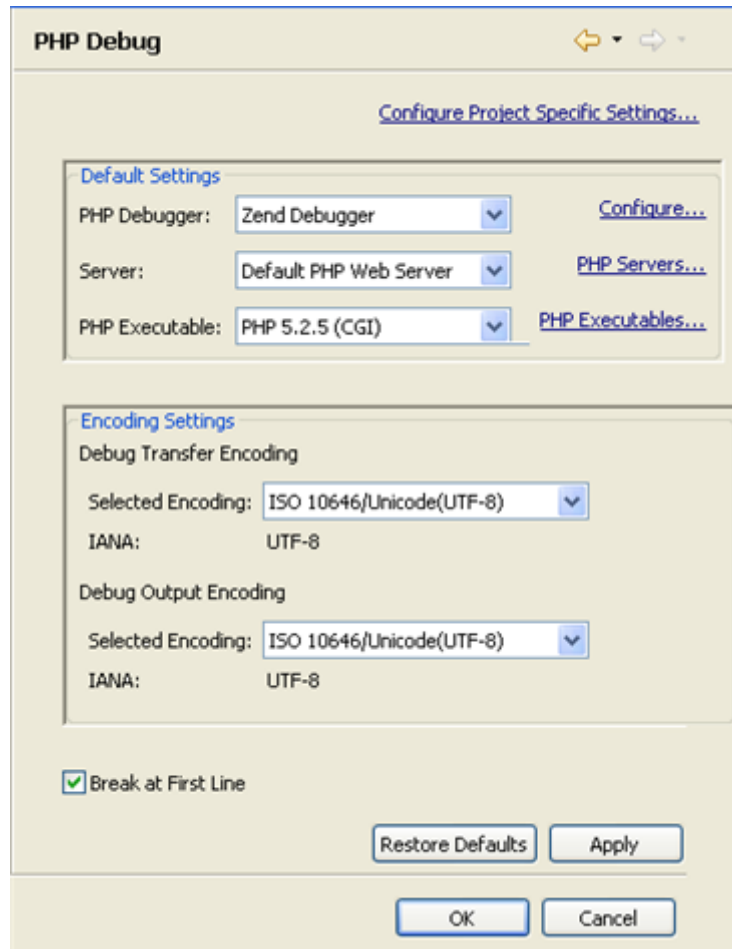 PHP Debug
Configure Project Specific Settings...
Default Settings
PHP Debugger: Zend Debugger Configure...
Server: Default PHP Web Server PHP Servers...
PHP Executable: PHP 5.2.5 (CGI) PHP Executables...
Encoding Settings
Debug Transfer Encoding
Selected Encoding: ISO 10646/Unicode(UTF-8)
IANA: UTF-8
Debug Output Encoding
Selected Encoding: ISO 10646/Unicode(UTF-8)
IANA: UTF-8
Break at First Line
Restore Defaults Apply
OK Cancel